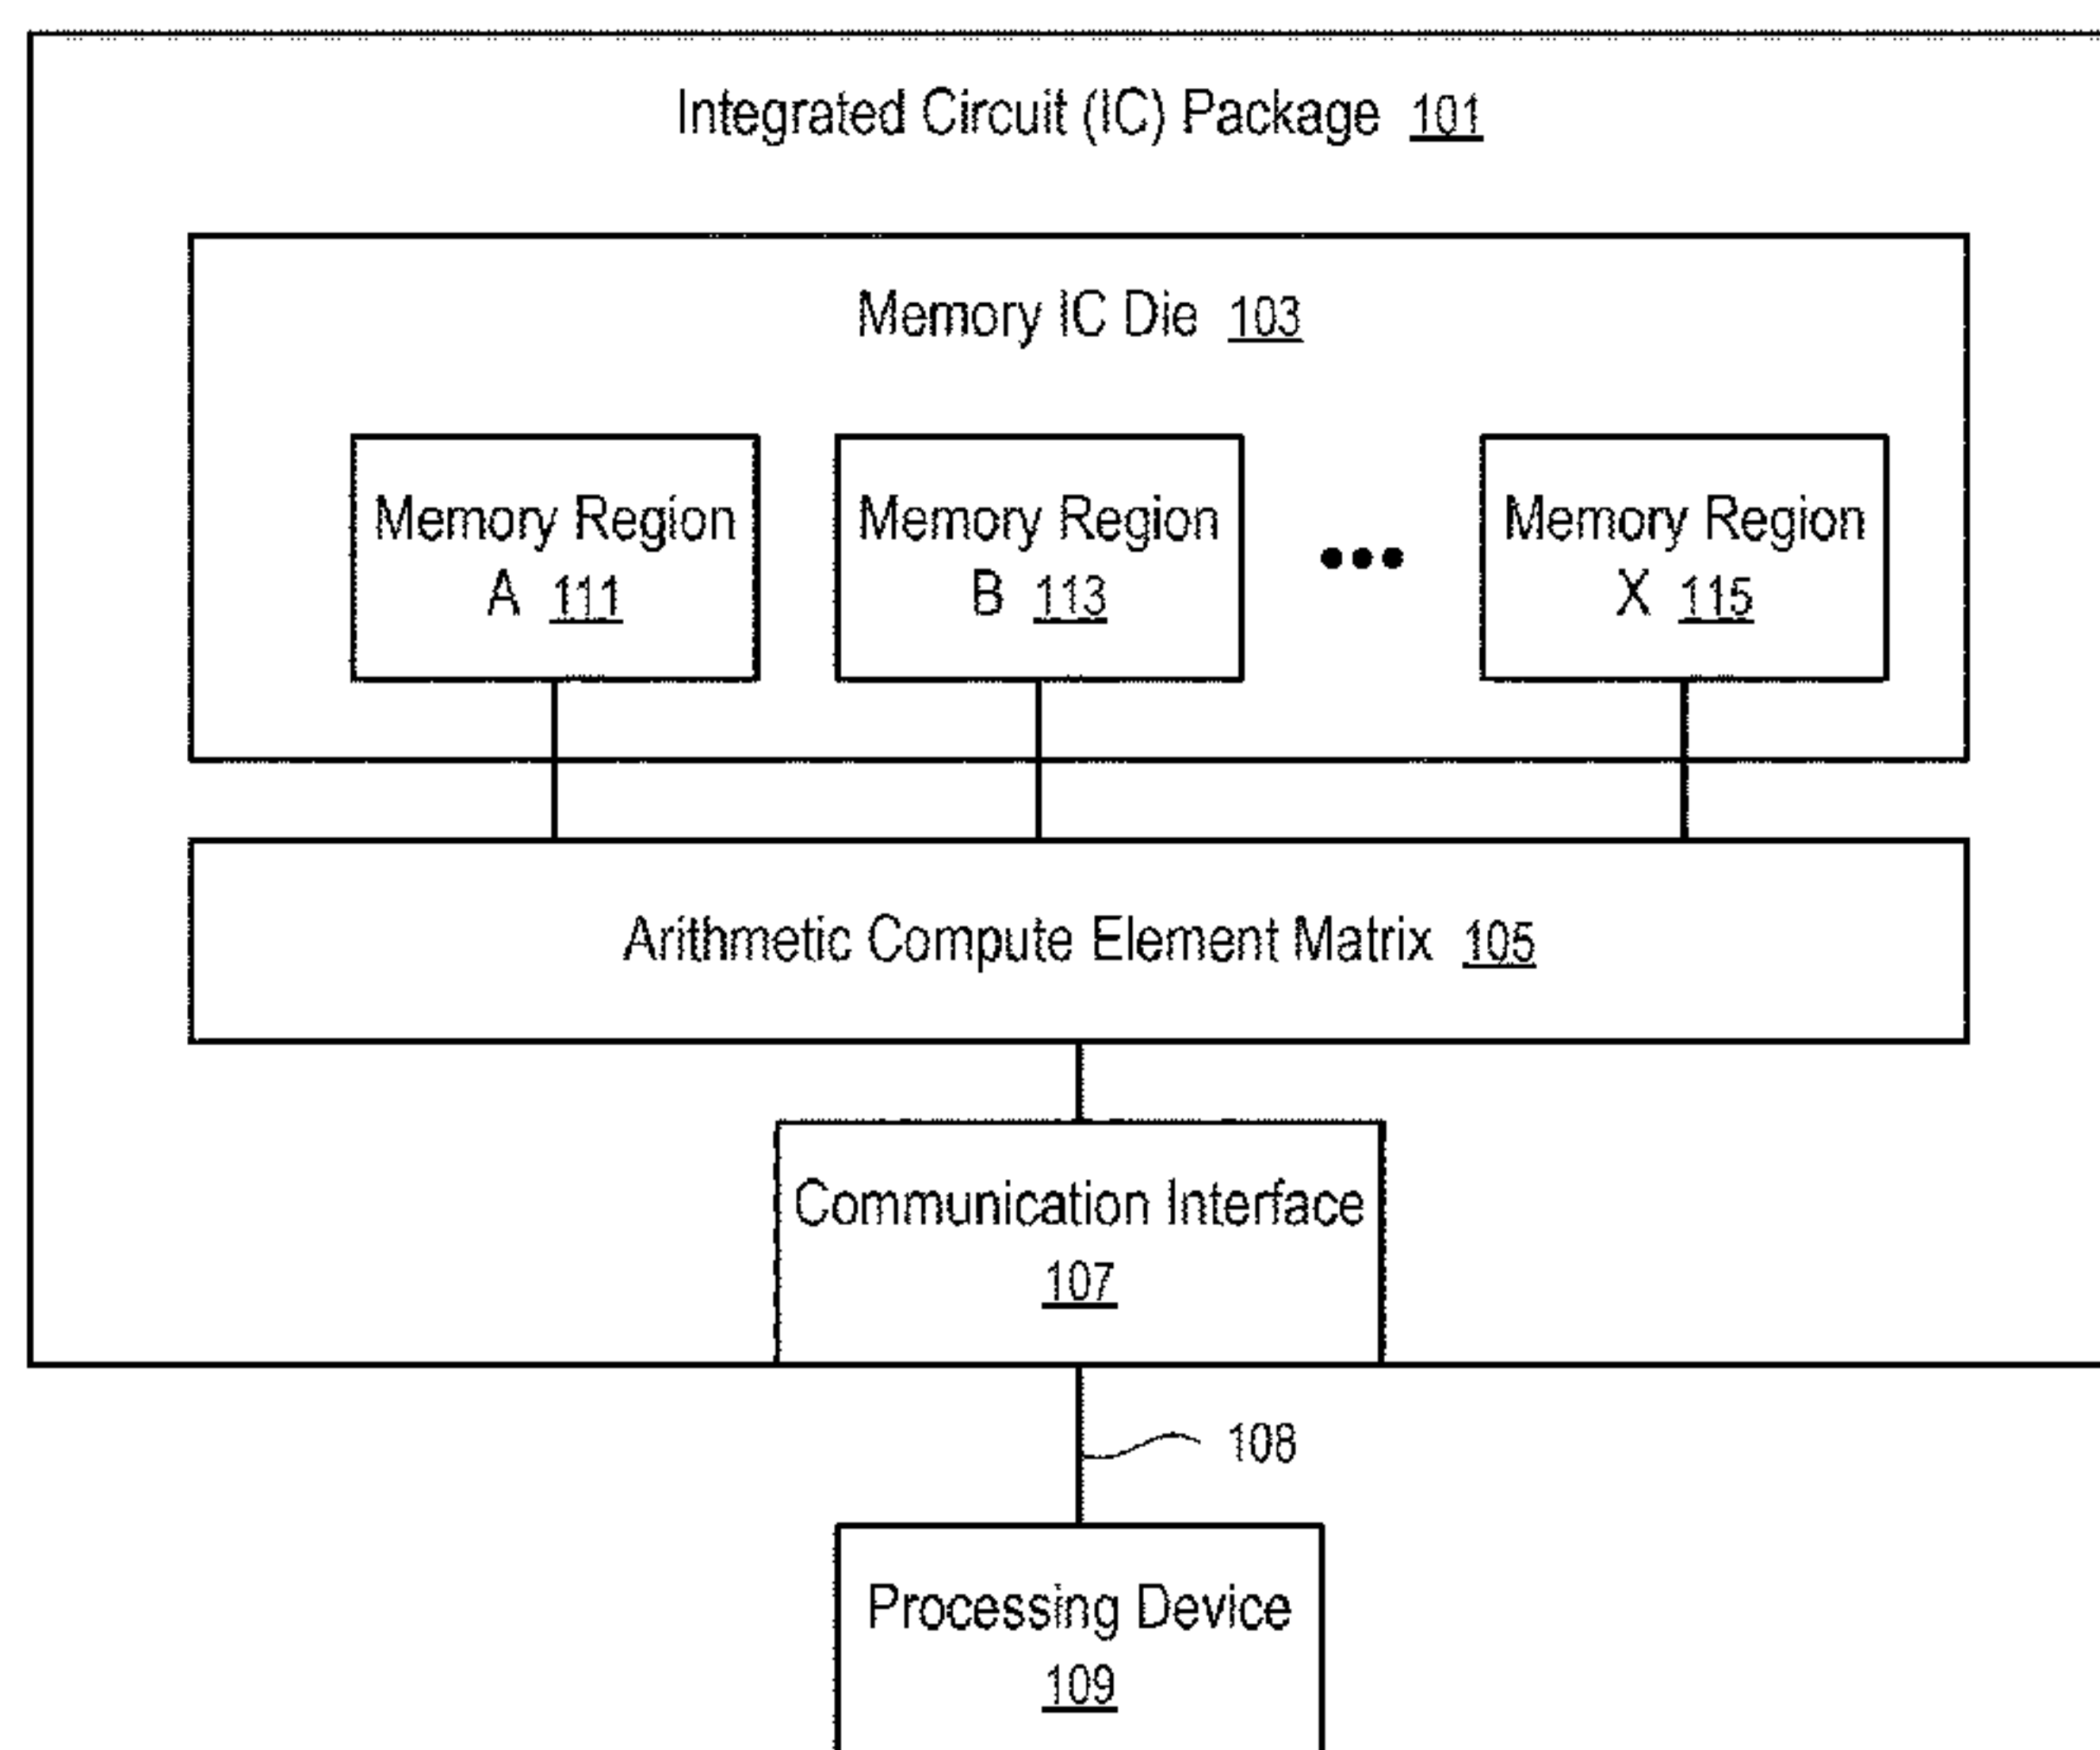 Integrated Circuit (IC) Package 101
Memory IC Die 103
Memory Region
A 111
Memory Region
B 113
•••
Memory Region
X 115
Arithmetic Compute Element Matrix 105
Communication Interface
107
108
Processing Device
109